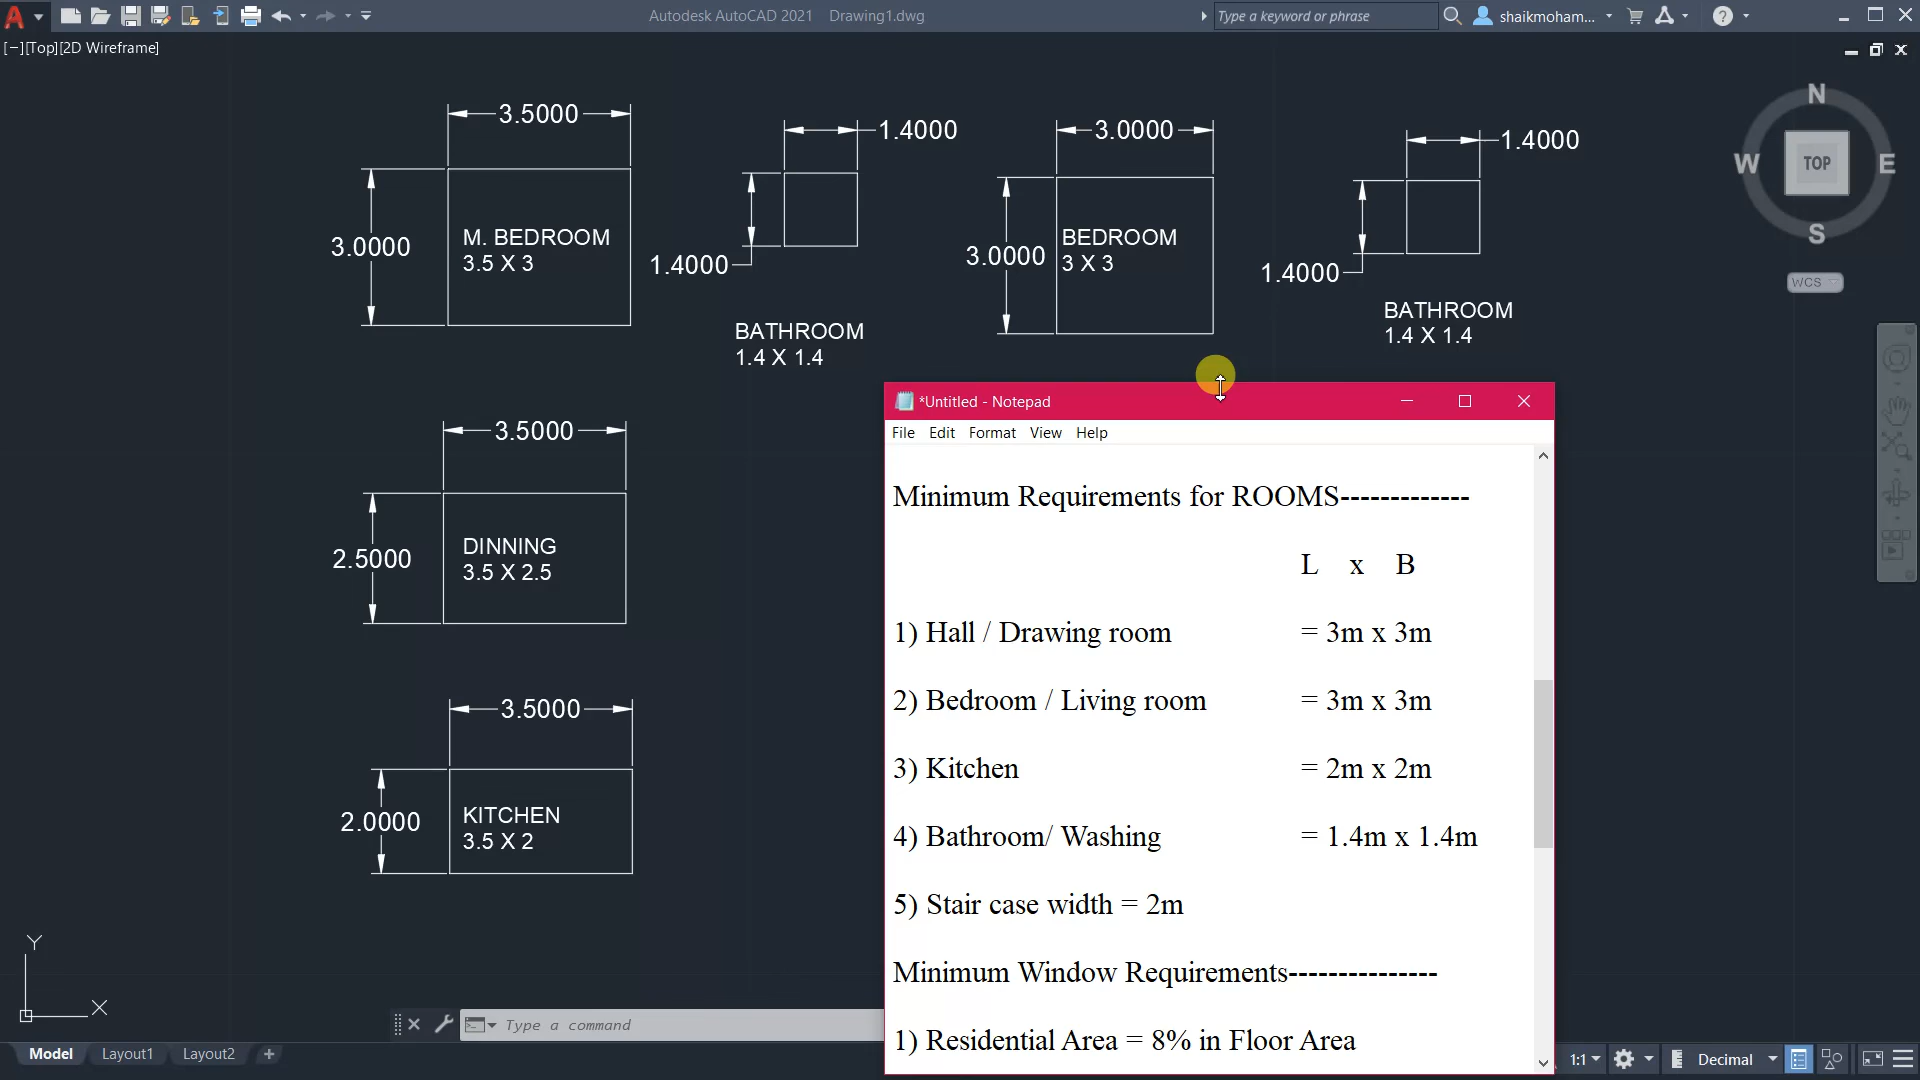 Autodesk AutoCAD 2021 Drawing1.dwg
Type a keyword or phrase
shaikmoham...
[−][Top][2D Wireframe]
N
W TOP E
S
WCS
3.5000
3.0000
M. BEDROOM
3.5 X 3
1.4000
1.4000
BATHROOM
1.4 X 1.4
3.0000
3.0000
BEDROOM
3 X 3
1.4000
1.4000
BATHROOM
1.4 X 1.4
3.5000
2.5000
DINNING
3.5 X 2.5
3.5000
2.0000
KITCHEN
3.5 X 2
*Untitled - Notepad
File Edit Format View Help
Minimum Requirements for ROOMS-------------
L x B
1) Hall / Drawing room = 3m x 3m
2) Bedroom / Living room = 3m x 3m
3) Kitchen = 2m x 2m
4) Bathroom/ Washing = 1.4m x 1.4m
5) Stair case width = 2m
Minimum Window Requirements---------------
1) Residential Area = 8% in Floor Area
Y
X
Type a command
Model Layout1 Layout2 +
1:1 Decimal